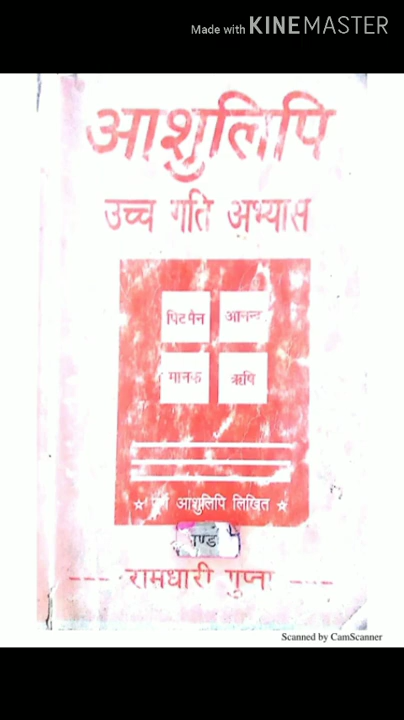 Made with KINEMASTER
आशुलिपि
उच्च गति अभ्यास
पिटमैन आनन्द
मानक ऋषि
☆ आशुलिपि लिखित ☆
रामधारी गुप्ता
Scanned by CamScanner